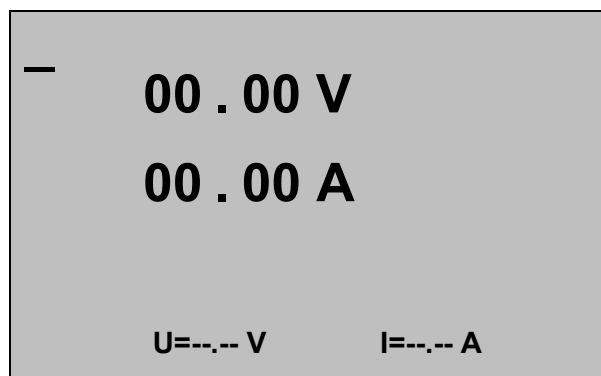 00 . 00 V
00 . 00 A
U=--.-- V I=--.-- A